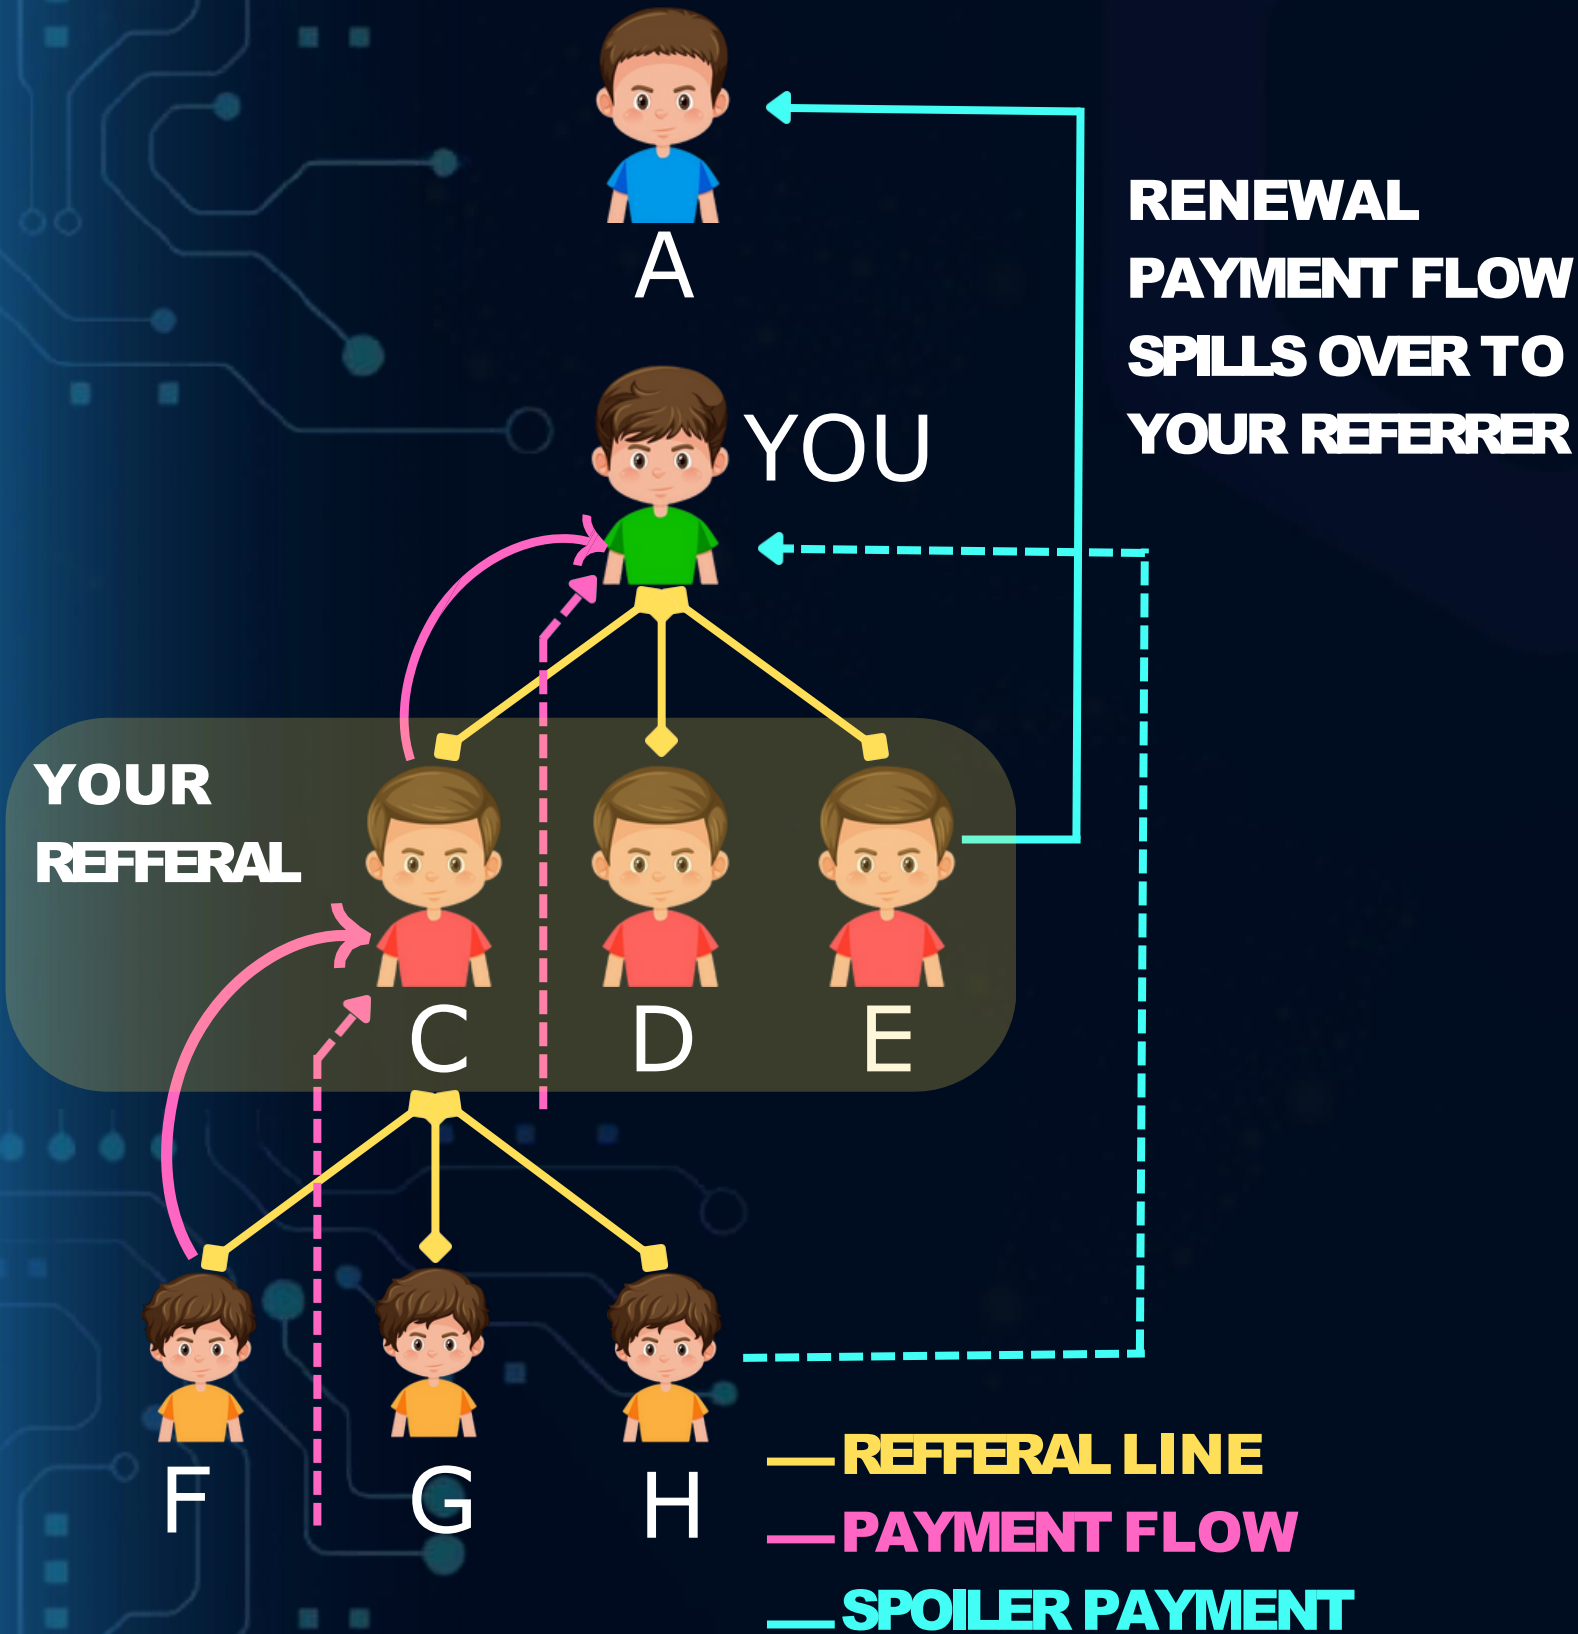 A
RENEWAL
PAYMENT FLOW
SPILLS OVER TO
YOUR REFERRER
YOU
YOUR
REFFERAL
C
D
E
F
G
H
REFFERAL LINE
PAYMENT FLOW
SPOILER PAYMENT